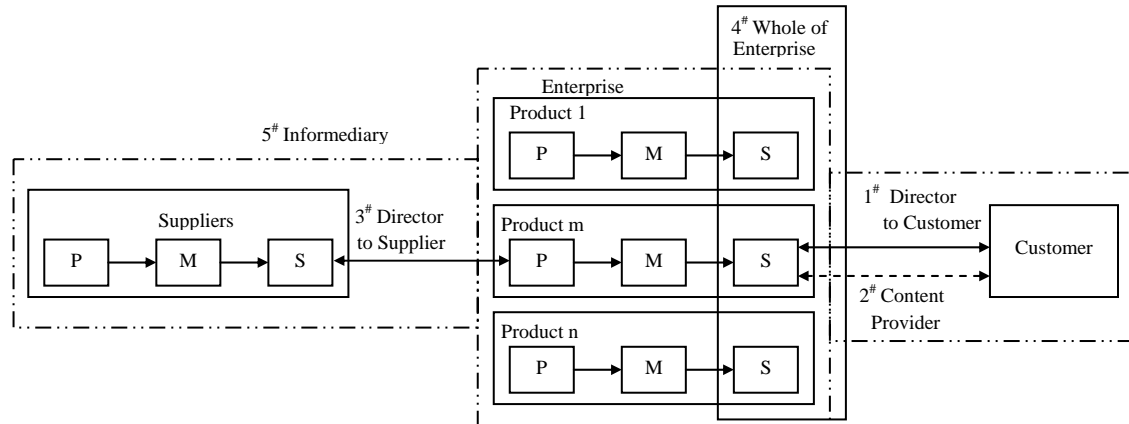 4# Whole of
Enterprise
Enterprise
Product 1
P
M
S
5# Informediary
Suppliers
P
M
S
3# Director
to Supplier
Product m
P
M
S
1# Director
to Customer
Customer
2# Content
Provider
Product n
P
M
S